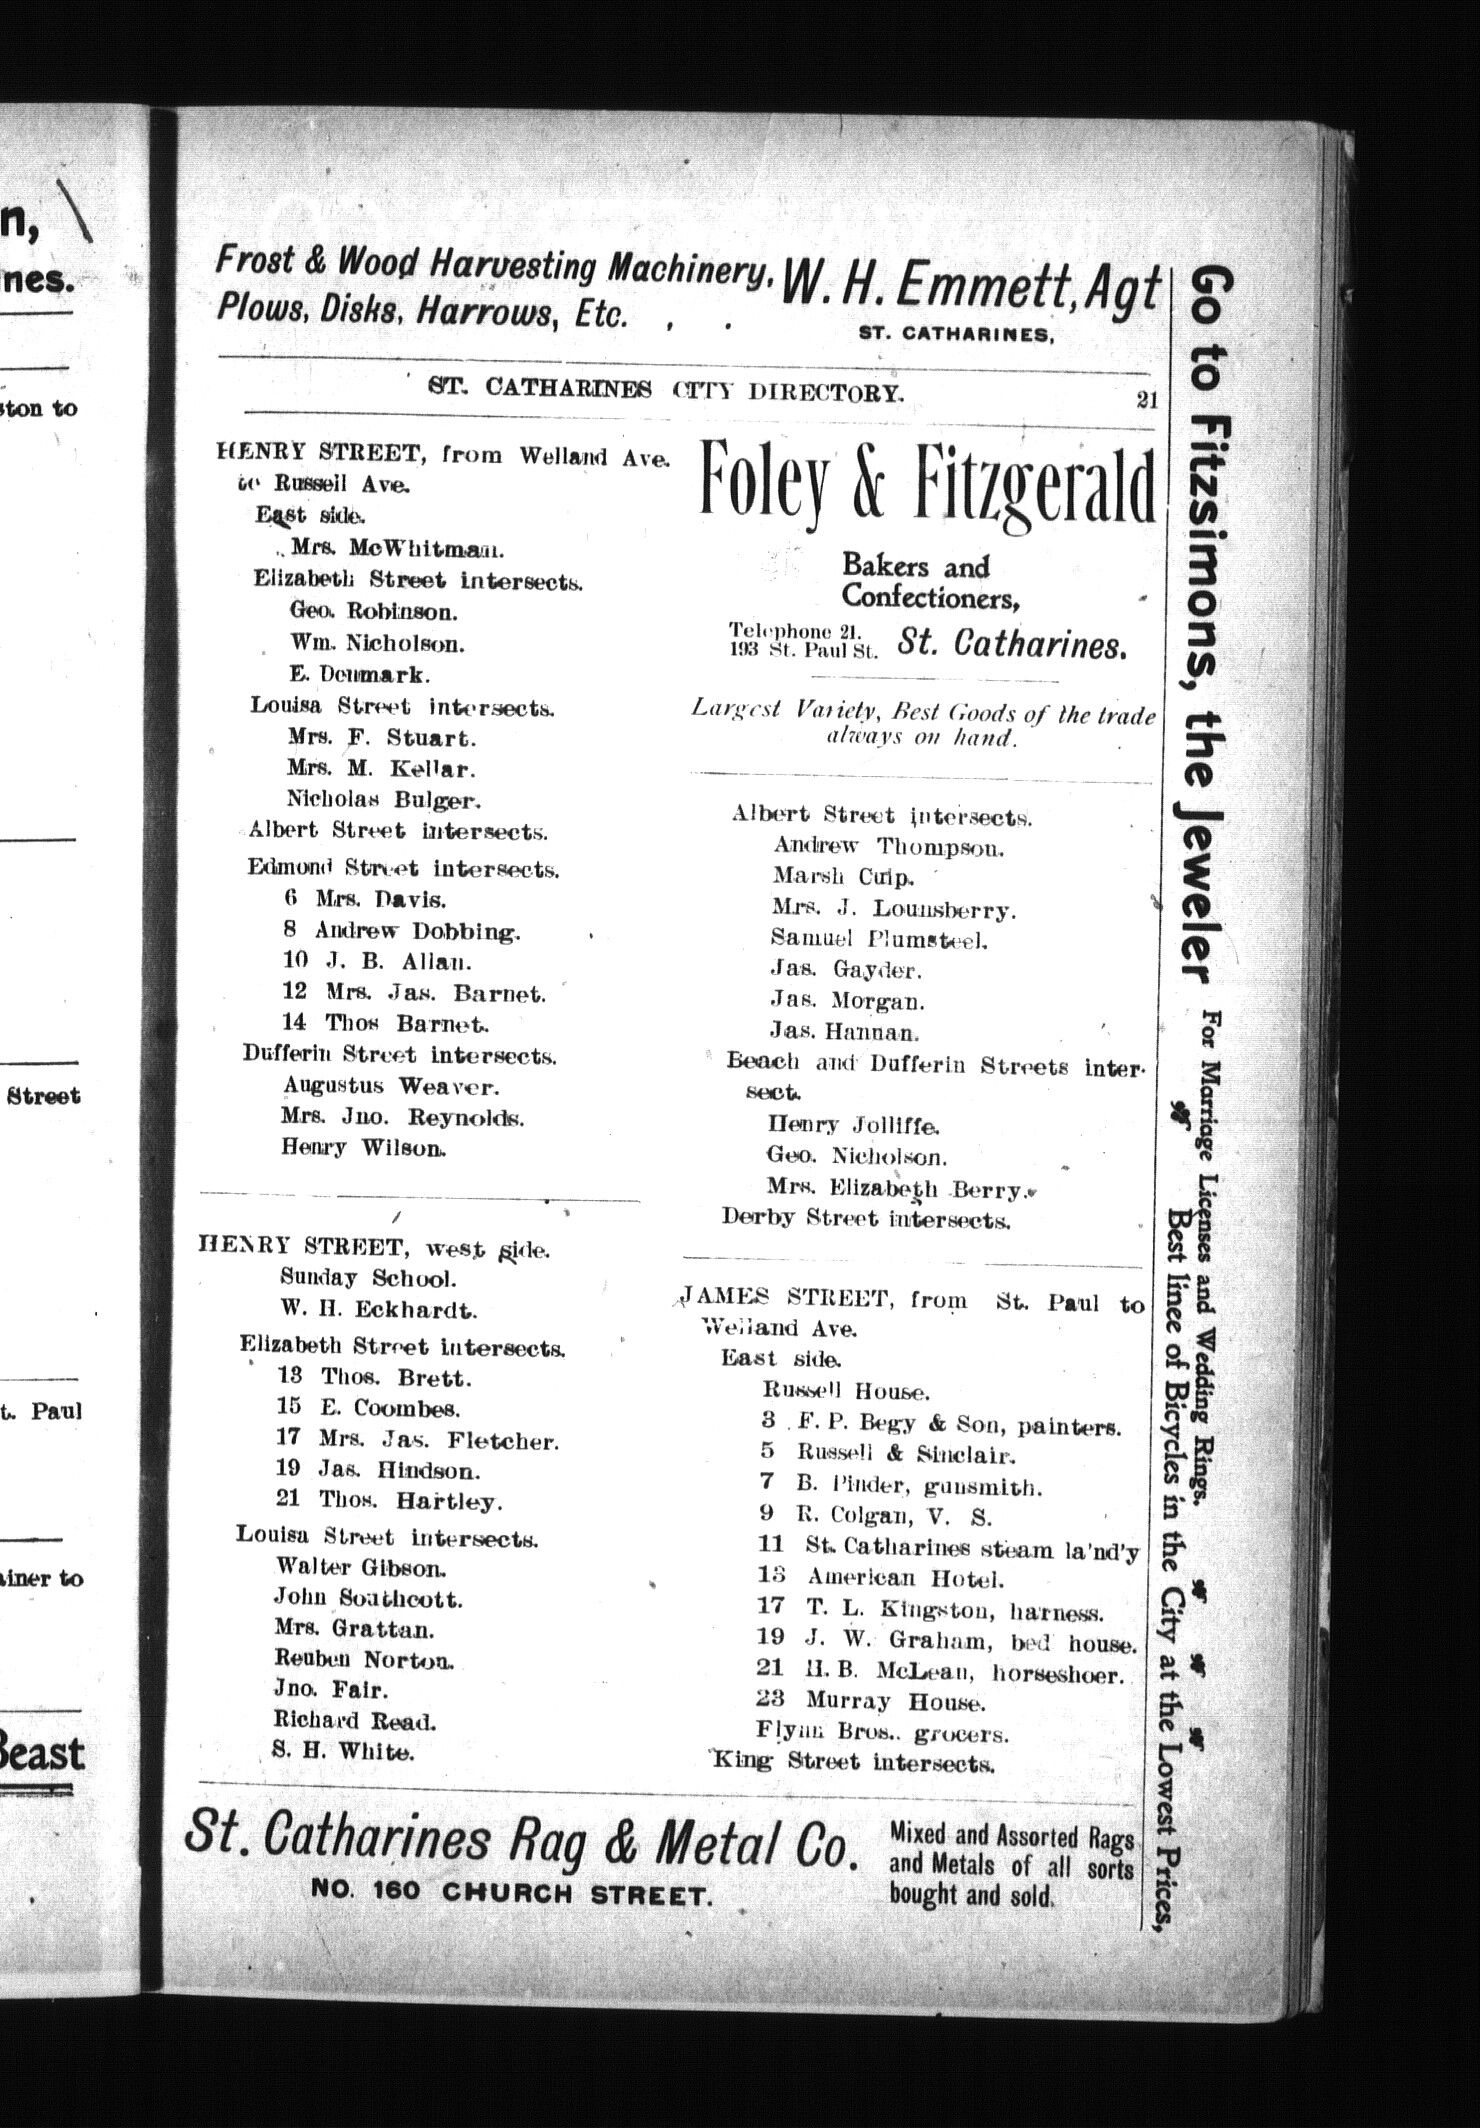 n,
nes.
ston to
Street
t. Paul
iner to
Beast
Frost & Wood Harvesting Machinery,
Plows, Disks, Harrows, Etc. , .
W. H. Emmett, Agt
ST. CATHARINES,
ST. CATHARINES CITY DIRECTORY.
21
HENRY STREET, from Welland Ave.
to Russell Ave.
East side.
Mrs. McWhitman.
Elizabeth Street intersects.
Geo. Robinson.
Wm. Nicholson.
E. Denmark.
Louisa Street intersects.
Mrs. F. Stuart.
Mrs. M. Kellar.
Nicholas Bulger.
Albert Street intersects.
Edmond Street intersects.
6 Mrs. Davis.
8 Andrew Dobbing.
10 J. B. Allan.
12 Mrs. Jas. Barnet.
14 Thos Barnet.
Dufferin Street intersects.
Augustus Weaver.
Mrs. Jno. Reynolds.
Henry Wilson.
HENRY STREET, west side.
Sunday School.
W. H. Eckhardt.
Elizabeth Street intersects.
13 Thos. Brett.
15 E. Coombes.
17 Mrs. Jas. Fletcher.
19 Jas. Hindson.
21 Thos. Hartley.
Louisa Street intersects.
Walter Gibson.
John Southcott.
Mrs. Grattan.
Reuben Norton.
Jno. Fair.
Richard Read.
S. H. White.
Foley & Fitzgerald
Bakers and
Confectioners,
Telephone 21.
193 St. Paul St.
St. Catharines.
Largest Variety, Best Goods of the trade
always on hand.
Albert Street intersects.
Andrew Thompson.
Marsh Culp.
Mrs. J. Lounsberry.
Samuel Plumsteel.
Jas. Gayder.
Jas. Morgan.
Jas. Hannan.
Beach and Dufferin Streets inter-
sect.
Henry Jolliffe.
Geo. Nicholson.
Mrs. Elizabeth Berry.
Derby Street intersects.
JAMES STREET, from St. Paul to
Welland Ave.
East side.
Russell House.
3 F. P. Begy & Son, painters.
5 Russell & Sinclair.
7 B. Pinder, gunsmith.
9 R. Colgan, V. S.
11 St. Catharines steam la'nd'y
13 American Hotel.
17 T. L. Kingston, harness.
19 J. W. Graham, bed house.
21 H. B. McLean, horseshoer.
23 Murray House.
Flynn Bros.. grocers.
King Street intersects.
St. Catharines Rag & Metal Co.
NO. 160 CHURCH STREET.
Mixed and Assorted Rags
and Metals of all sorts
bought and sold.
Go to Fitzsimons, the Jeweler For Marriage Licenses and Wedding Rings.
Best linee of Bicycles in the City at the Lowest Prices,